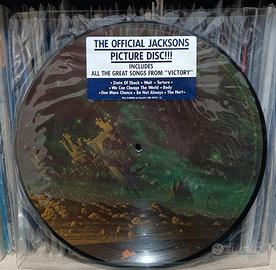 THE OFFICIAL JACKSONS
PICTURE DISC!!!
INCLUDES
ALL THE GREAT SONGS FROM "VICTORY"
• State Of Shock • Wait • Torture •
• We Can Change The World • Body
• One More Chance • Be Not Always • The Hurt •
subito